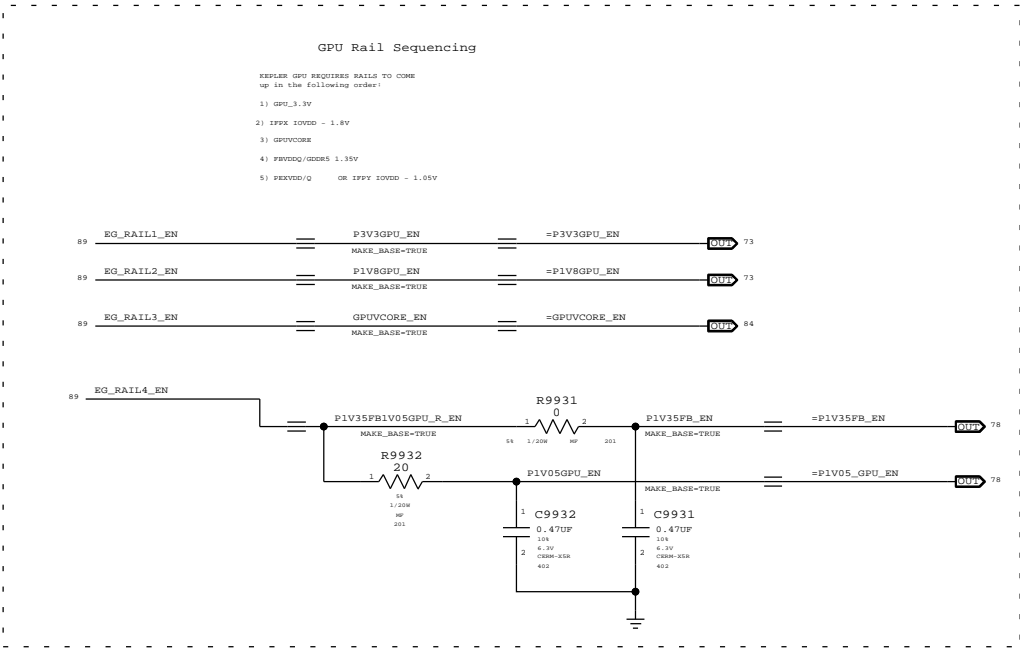 GPU Rail Sequencing
KEPLER GPU REQUIRES RAILS TO COME
up in the following order:
1) GPU_3.3V
2) IFPX IOVDD - 1.8V
3) GPUVCORE
4) FBVDDQ/GDDR5 1.35V
5) PEXVDD/Q OR IFPY IOVDD - 1.05V
89 EG_RAIL1_EN P3V3GPU_EN =P3V3GPU_EN OUT 73
MAKE_BASE=TRUE
89 EG_RAIL2_EN P1V8GPU_EN =P1V8GPU_EN OUT 73
MAKE_BASE=TRUE
89 EG_RAIL3_EN GPUVCORE_EN =GPUVCORE_EN OUT 84
MAKE_BASE=TRUE
89 EG_RAIL4_EN
R9931
0
P1V35FB1V05GPU_R_EN 1 2 P1V35FB_EN =P1V35FB_EN OUT 78
MAKE_BASE=TRUE 5% 1/20W MF 201 MAKE_BASE=TRUE
R9932
20
1 2 P1V05GPU_EN =P1V05_GPU_EN OUT 78
MAKE_BASE=TRUE
5%
1/20W
MF
201
1 C9932
0.47UF
10%
6.3V
2 CERM-X5R
402
1 C9931
0.47UF
10%
6.3V
2 CERM-X5R
402